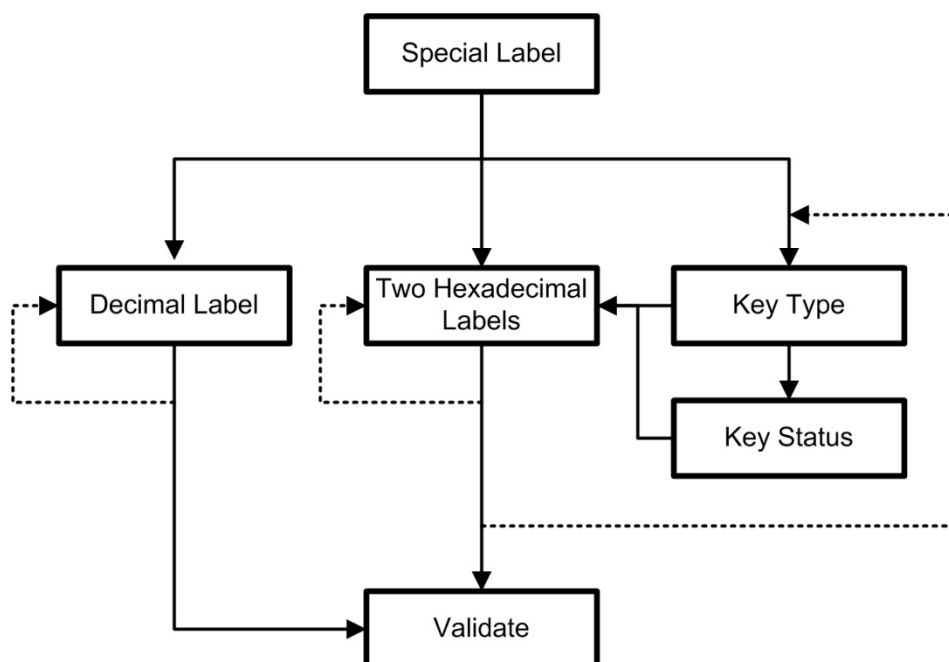 Special Label
Decimal Label
Two Hexadecimal
Labels
Key Type
Key Status
Validate